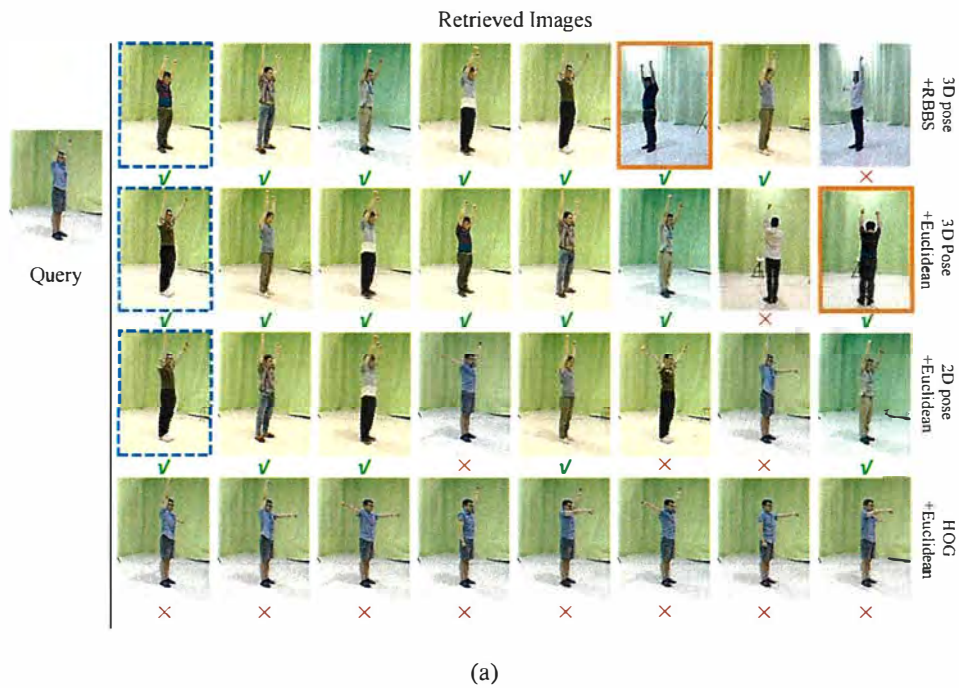 Retrieved Images
3D pose
+RBBS
Query
3D Pose
+Euclidean
2D pose
+Euclidean
HOG
+Euclidean
(a)